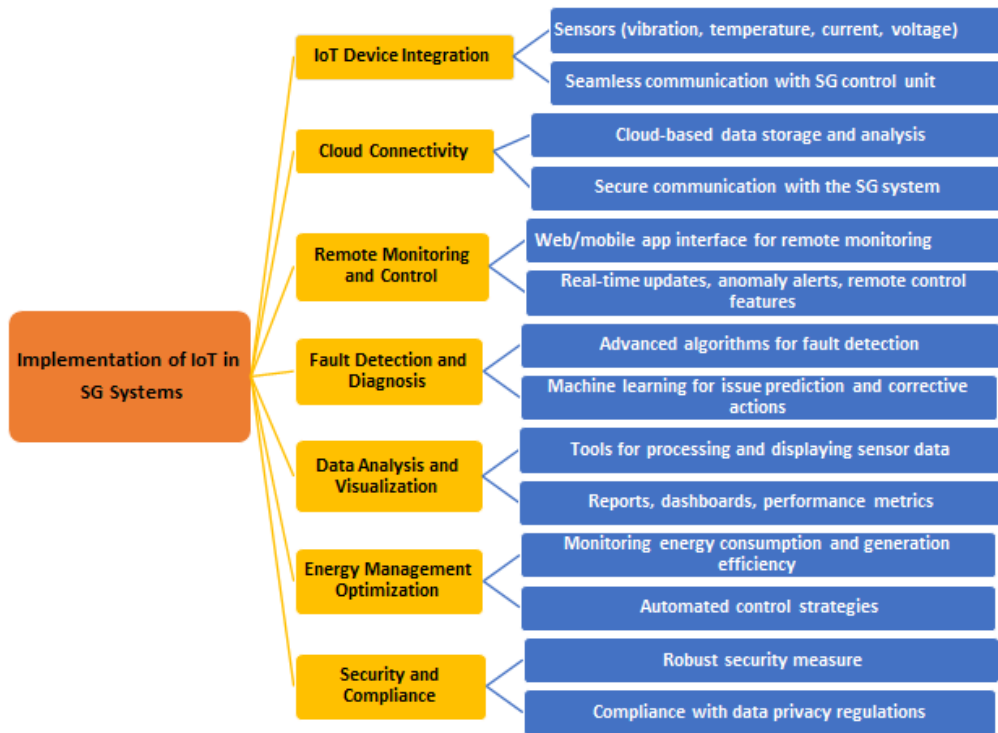 Implementation of IoT in
SG Systems
IoT Device Integration
Sensors (vibration, temperature, current, voltage)
Seamless communication with SG control unit
Cloud Connectivity
Cloud-based data storage and analysis
Secure communication with the SG system
Remote Monitoring
and Control
Web/mobile app interface for remote monitoring
Real-time updates, anomaly alerts, remote control
features
Fault Detection and
Diagnosis
Advanced algorithms for fault detection
Machine learning for issue prediction and corrective
actions
Data Analysis and
Visualization
Tools for processing and displaying sensor data
Reports, dashboards, performance metrics
Energy Management
Optimization
Monitoring energy consumption and generation
efficiency
Automated control strategies
Security and
Compliance
Robust security measure
Compliance with data privacy regulations